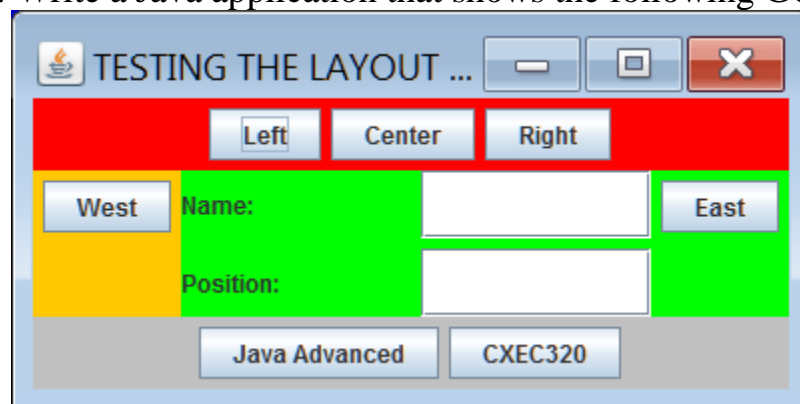 . Write a Java application that shows the following G
TESTING THE LAYOUT ...
Left Center Right
West Name: East
Position:
Java Advanced CXEC320